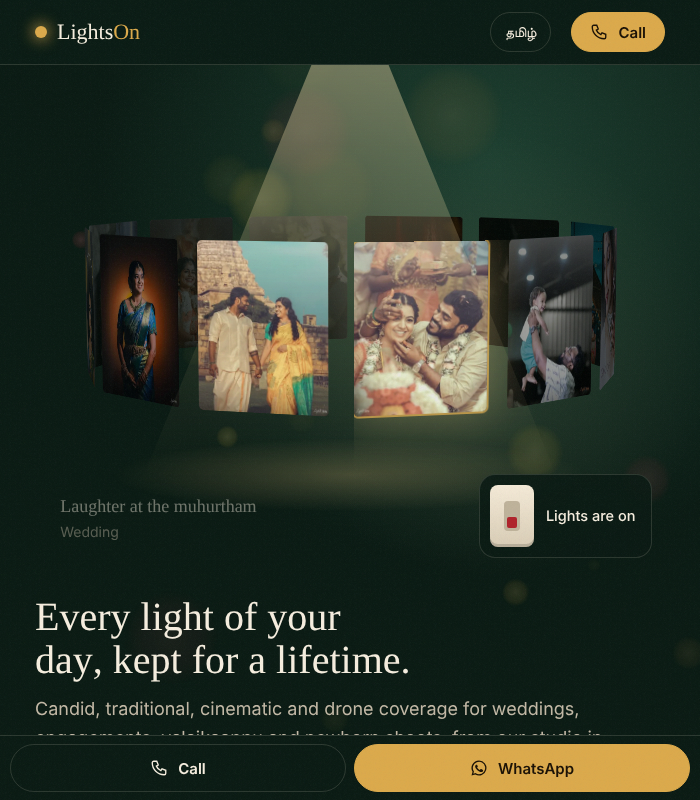 LightsOn
தமிழ்
Call
Laughter at the muhurtham
Wedding
Lights are on
Every light of your
day, kept for a lifetime.
Candid, traditional, cinematic and drone coverage for weddings,
Call
WhatsApp